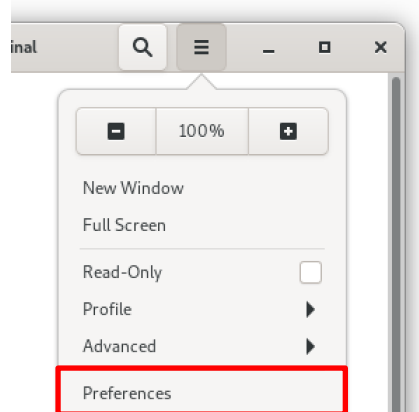 inal
100%
New Window
Full Screen
Read-Only
Profile
Advanced
Preferences